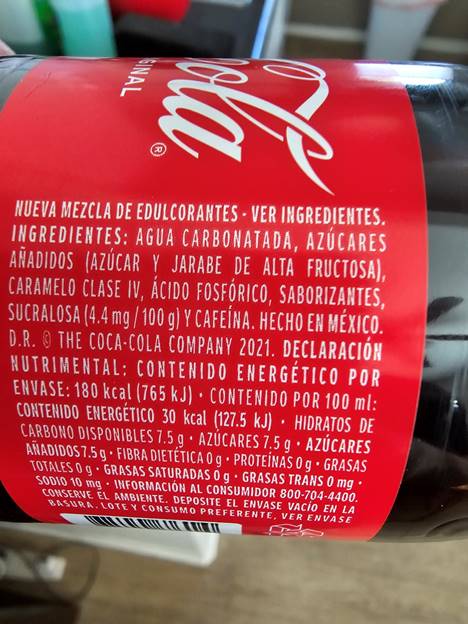 GINAL
ola®
NUEVA MEZCLA DE EDULCORANTES - VER INGREDIENTES.
INGREDIENTES: AGUA CARBONATADA, AZÚCARES
AÑADIDOS (AZÚCAR Y JARABE DE ALTA FRUCTOSA),
CARAMELO CLASE IV, ÁCIDO FOSFÓRICO, SABORIZANTES,
SUCRALOSA (4.4 mg / 100 g) Y CAFEÍNA. HECHO EN MÉXICO.
D.R. © THE COCA-COLA COMPANY 2021. DECLARACIÓN
NUTRIMENTAL: CONTENIDO ENERGÉTICO POR
ENVASE: 180 kcal (765 kJ) • CONTENIDO POR 100 ml:
CONTENIDO ENERGÉTICO 30 kcal (127.5 kJ) • HIDRATOS DE
CARBONO DISPONIBLES 7.5 g • AZÚCARES 7.5 g • AZÚCARES
AÑADIDOS 7.5 g • FIBRA DIETÉTICA 0 g • PROTEÍNAS 0 g • GRASAS
TOTALES 0 g • GRASAS SATURADAS 0 g • GRASAS TRANS 0 mg •
SODIO 10 mg • INFORMACIÓN AL CONSUMIDOR 800-704-4400.
CONSERVE EL AMBIENTE. DEPOSITE EL ENVASE VACÍO EN LA
BASURA. LOTE Y CONSUMO PREFERENTE, VER ENVASE